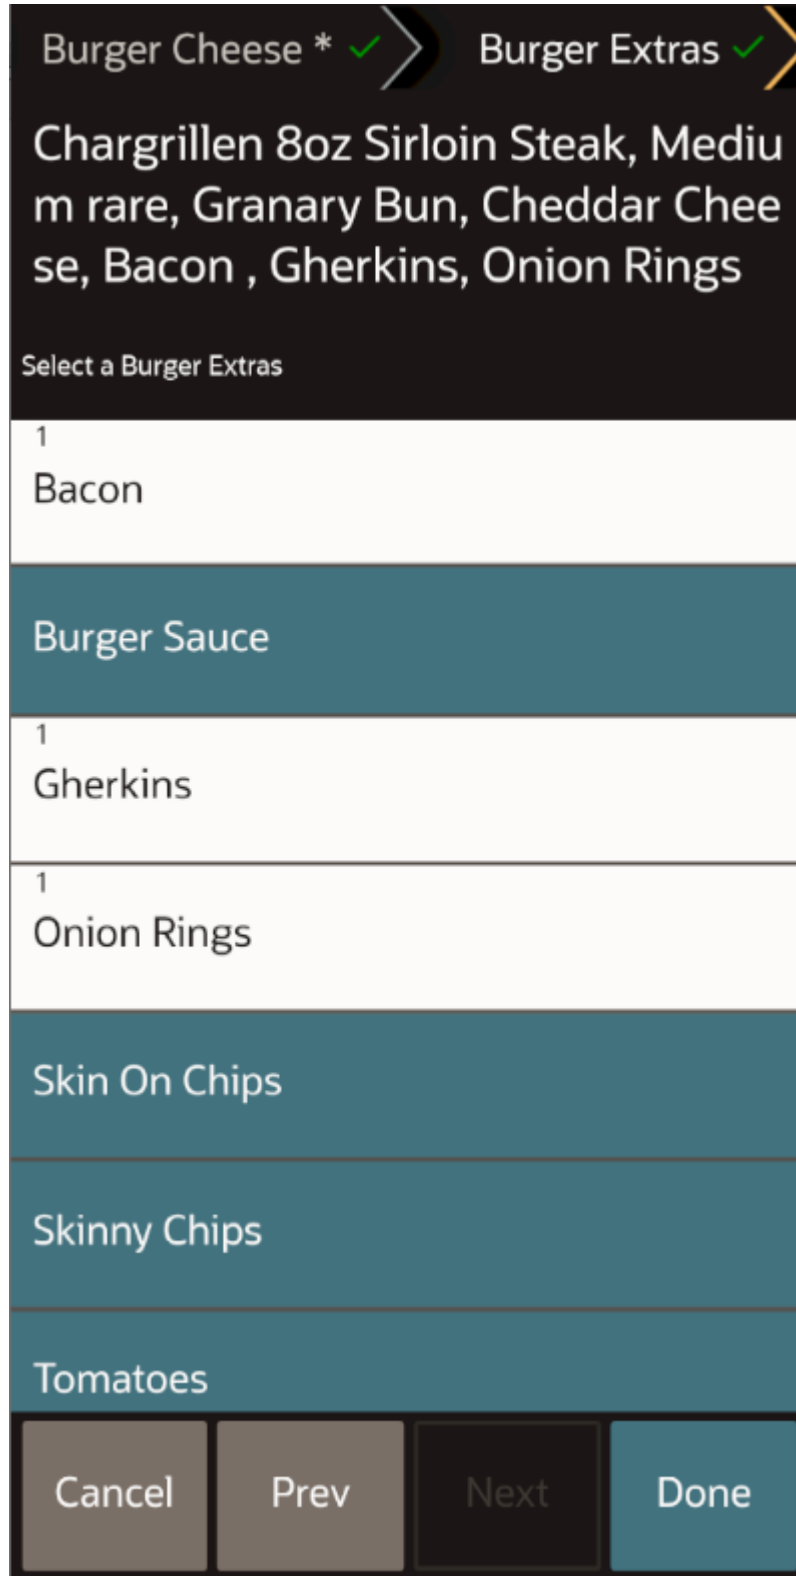 Burger Cheese * ✓ Burger Extras ✓
Chargrillen 8oz Sirloin Steak, Mediu
m rare, Granary Bun, Cheddar Chee
se, Bacon , Gherkins, Onion Rings
Select a Burger Extras
1
Bacon
Burger Sauce
1
Gherkins
1
Onion Rings
Skin On Chips
Skinny Chips
Tomatoes
Cancel Prev Next Done